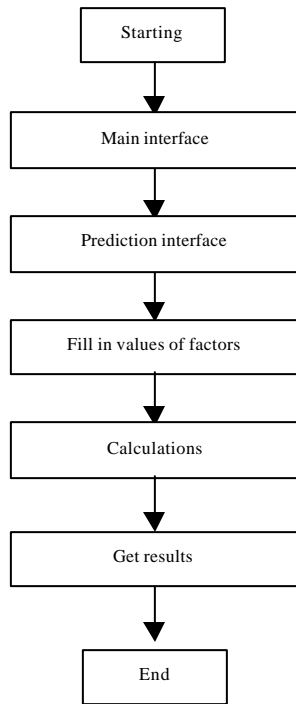 Starting
Main interface
Prediction interface
Fill in values of factors
Calculations
Get results
End